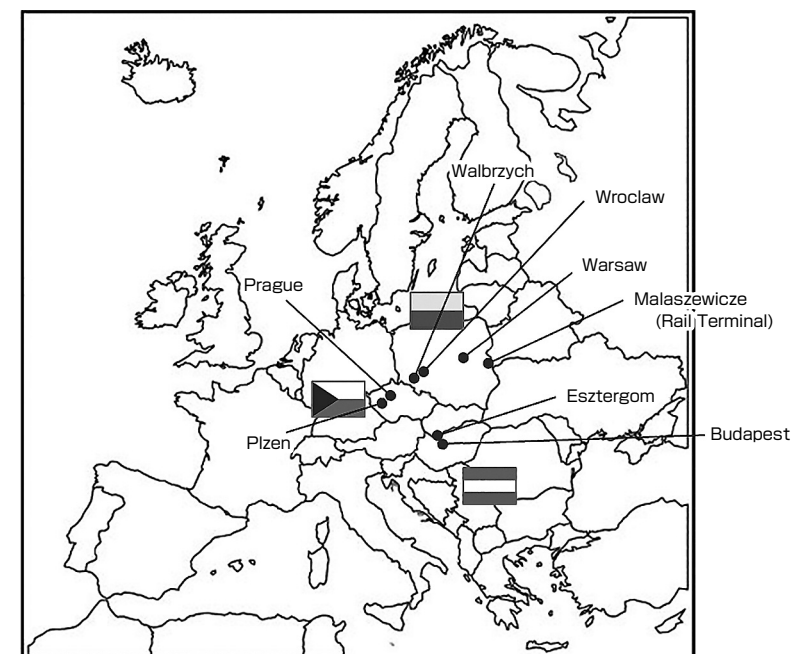 Walbrzych
Wroclaw
Warsaw
Prague
Malaszewicze
(Rail Terminal)
Esztergom
Plzen
Budapest